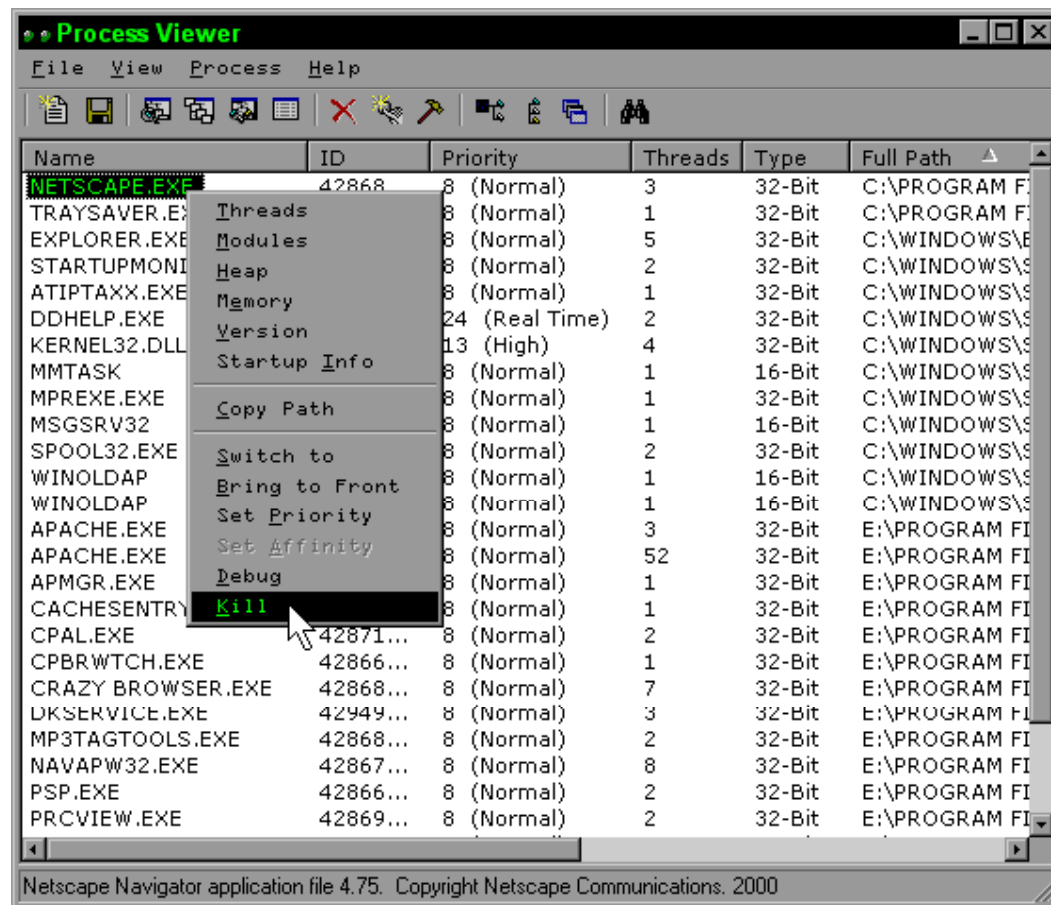 Process Viewer
File View Process Help
Name ID Priority Threads Type Full Path
NETSCAPE.EXE 42868 8 (Normal) 3 32-Bit C:\PROGRAM FI
TRAYSAVER.EX 8 (Normal) 1 32-Bit C:\PROGRAM FI
EXPLORER.EXE 8 (Normal) 5 32-Bit C:\WINDOWS\E
STARTUPMONI 8 (Normal) 2 32-Bit C:\WINDOWS\S
ATIPTAXX.EXE 8 (Normal) 1 32-Bit C:\WINDOWS\S
DDHELP.EXE 24 (Real Time) 2 32-Bit C:\WINDOWS\S
KERNEL32.DLL 13 (High) 4 32-Bit C:\WINDOWS\S
MMTASK 8 (Normal) 1 16-Bit C:\WINDOWS\S
MPREXE.EXE 8 (Normal) 1 32-Bit C:\WINDOWS\S
MSGSRV32 8 (Normal) 1 16-Bit C:\WINDOWS\S
SPOOL32.EXE 8 (Normal) 2 32-Bit C:\WINDOWS\S
WINOLDAP 8 (Normal) 1 16-Bit C:\WINDOWS\S
WINOLDAP 8 (Normal) 1 16-Bit C:\WINDOWS\S
APACHE.EXE 8 (Normal) 3 32-Bit E:\PROGRAM FI
APACHE.EXE 8 (Normal) 52 32-Bit E:\PROGRAM FI
APMGR.EXE 8 (Normal) 1 32-Bit E:\PROGRAM FI
CACHESENTRY 8 (Normal) 1 32-Bit E:\PROGRAM FI
CPAL.EXE 42871... 8 (Normal) 2 32-Bit E:\PROGRAM FI
CPBRWTCH.EXE 42866... 8 (Normal) 1 32-Bit E:\PROGRAM FI
CRAZY BROWSER.EXE 42868... 8 (Normal) 7 32-Bit E:\PROGRAM FI
DKSERVICE.EXE 42949... 8 (Normal) 3 32-Bit E:\PROGRAM FI
MP3TAGTOOLS.EXE 42868... 8 (Normal) 2 32-Bit E:\PROGRAM FI
NAVAPW32.EXE 42867... 8 (Normal) 8 32-Bit E:\PROGRAM FI
PSP.EXE 42866... 8 (Normal) 2 32-Bit E:\PROGRAM FI
PRCVIEW.EXE 42869... 8 (Normal) 2 32-Bit E:\PROGRAM FI
Threads
Modules
Heap
Memory
Version
Startup Info
Copy Path
Switch to
Bring to Front
Set Priority
Set Affinity
Debug
Kill
Netscape Navigator application file 4.75. Copyright Netscape Communications. 2000